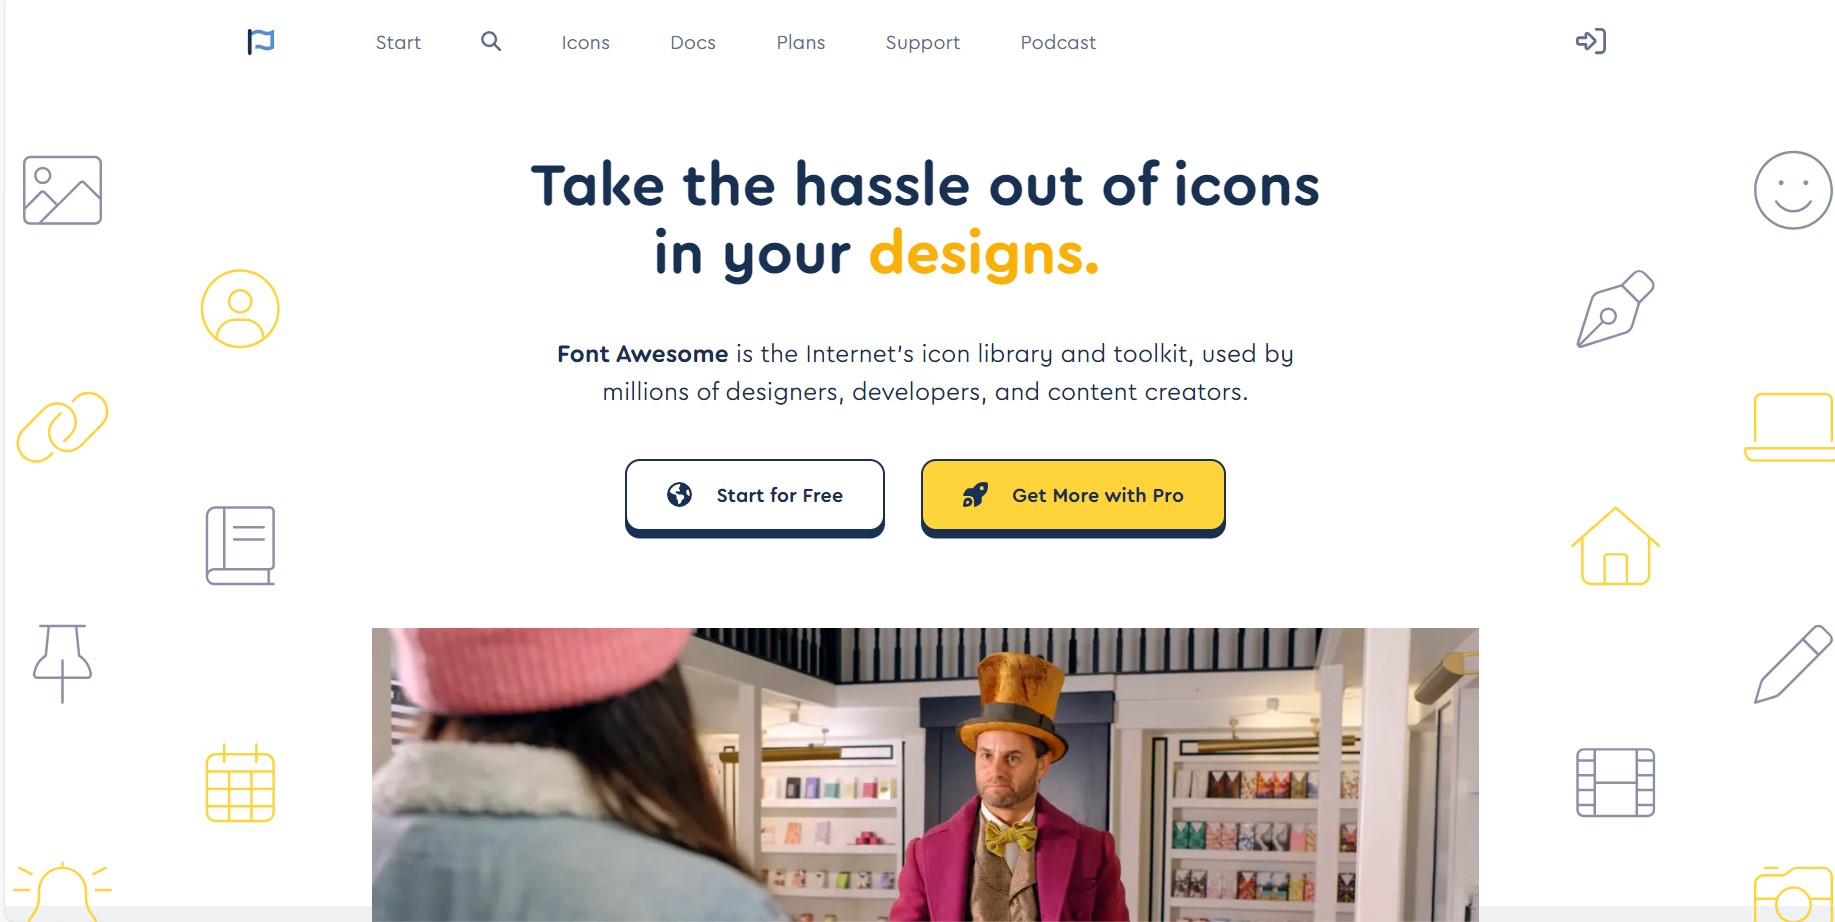 Start Icons Docs Plans Support Podcast
Take the hassle out of icons
in your designs.
Font Awesome is the Internet's icon library and toolkit, used by
millions of designers, developers, and content creators.
Start for Free
Get More with Pro